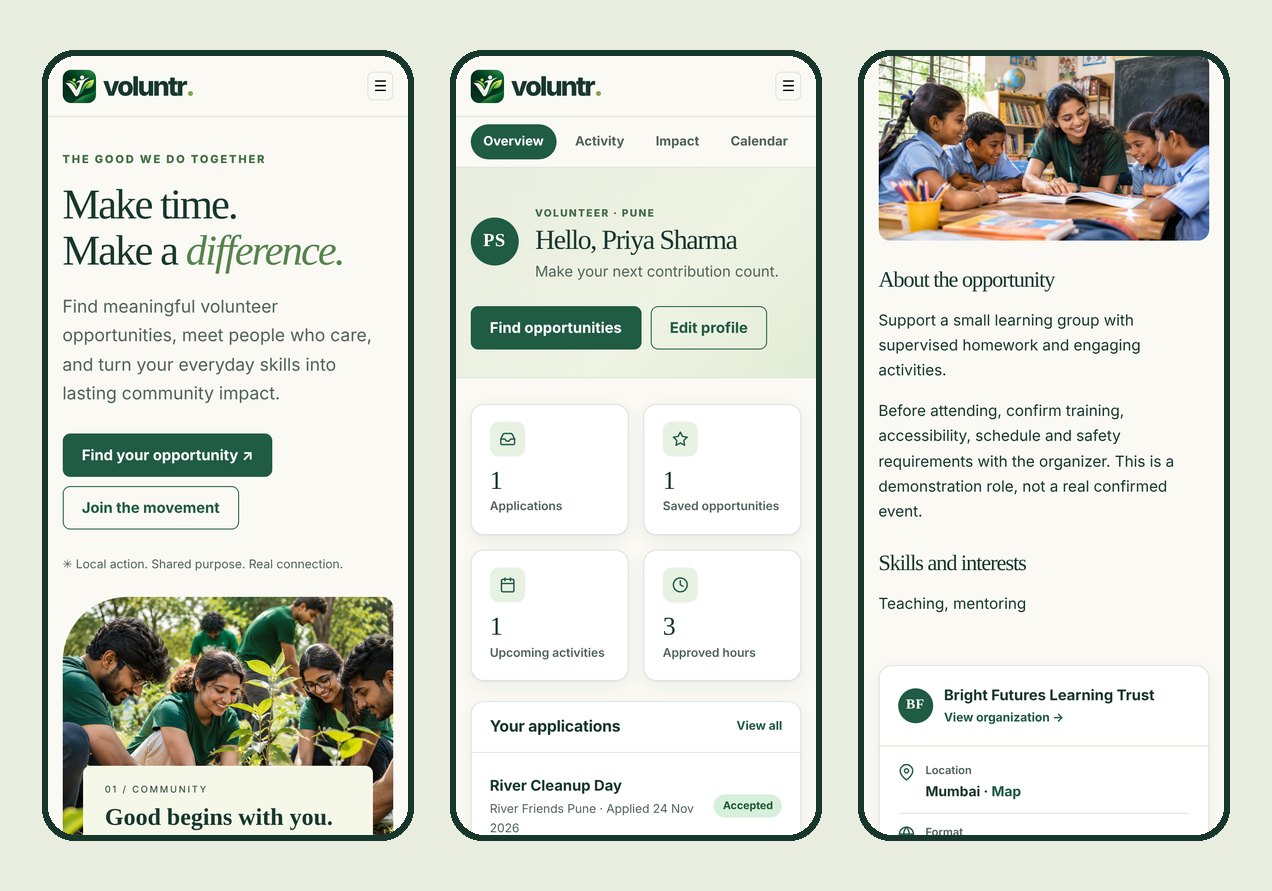 voluntr.
THE GOOD WE DO TOGETHER
Make time.
Make a difference.
Find meaningful volunteer
opportunities, meet people who care,
and turn your everyday skills into
lasting community impact.
Find your opportunity ↗
Join the movement
✳ Local action. Shared purpose. Real connection.
01 / COMMUNITY
Good begins with you.
voluntr.
Overview Activity Impact Calendar
VOLUNTEER · PUNE
PS
Hello, Priya Sharma
Make your next contribution count.
Find opportunities Edit profile
1
Applications
1
Saved opportunities
1
Upcoming activities
3
Approved hours
Your applications View all
River Cleanup Day
River Friends Pune · Applied 24 Nov
2026
Accepted
About the opportunity
Support a small learning group with
supervised homework and engaging
activities.
Before attending, confirm training,
accessibility, schedule and safety
requirements with the organizer. This is a
demonstration role, not a real confirmed
event.
Skills and interests
Teaching, mentoring
BF
Bright Futures Learning Trust
View organization →
Location
Mumbai · Map
Format